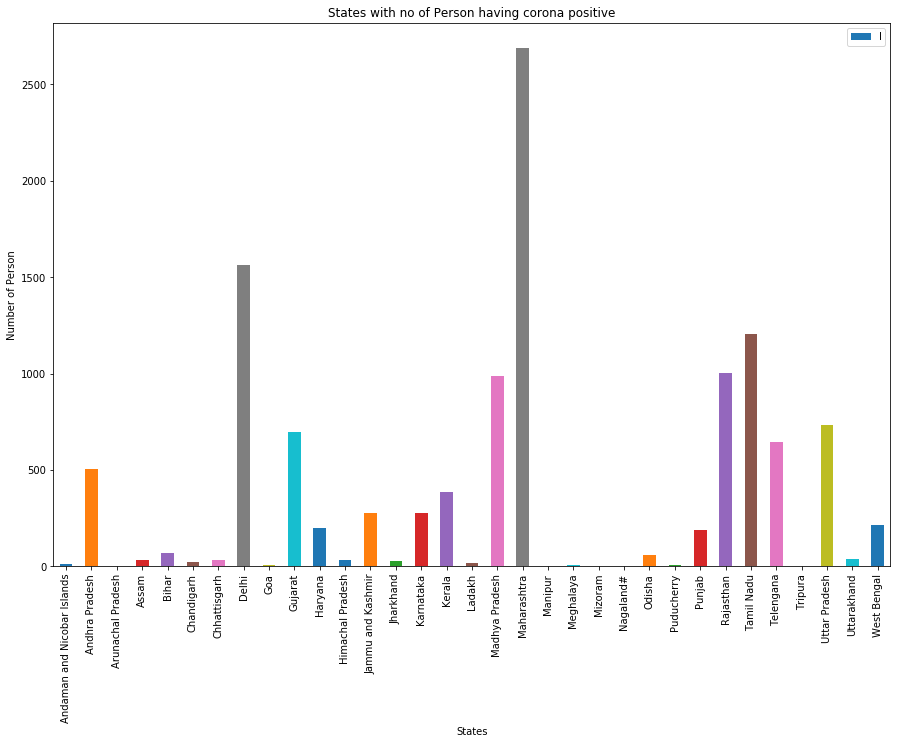 States with no of Person having corona positive
l
2500
2000
1500
1000
500
0
Number of Person
Andaman and Nicobar Islands
Andhra Pradesh
Arunachal Pradesh
Assam
Bihar
Chandigarh
Chhattisgarh
Delhi
Goa
Gujarat
Haryana
Himachal Pradesh
Jammu and Kashmir
Jharkhand
Karnataka
Kerala
Ladakh
Madhya Pradesh
Maharashtra
Manipur
Meghalaya
Mizoram
Nagaland#
Odisha
Puducherry
Punjab
Rajasthan
Tamil Nadu
Telengana
Tripura
Uttar Pradesh
Uttarakhand
West Bengal
States